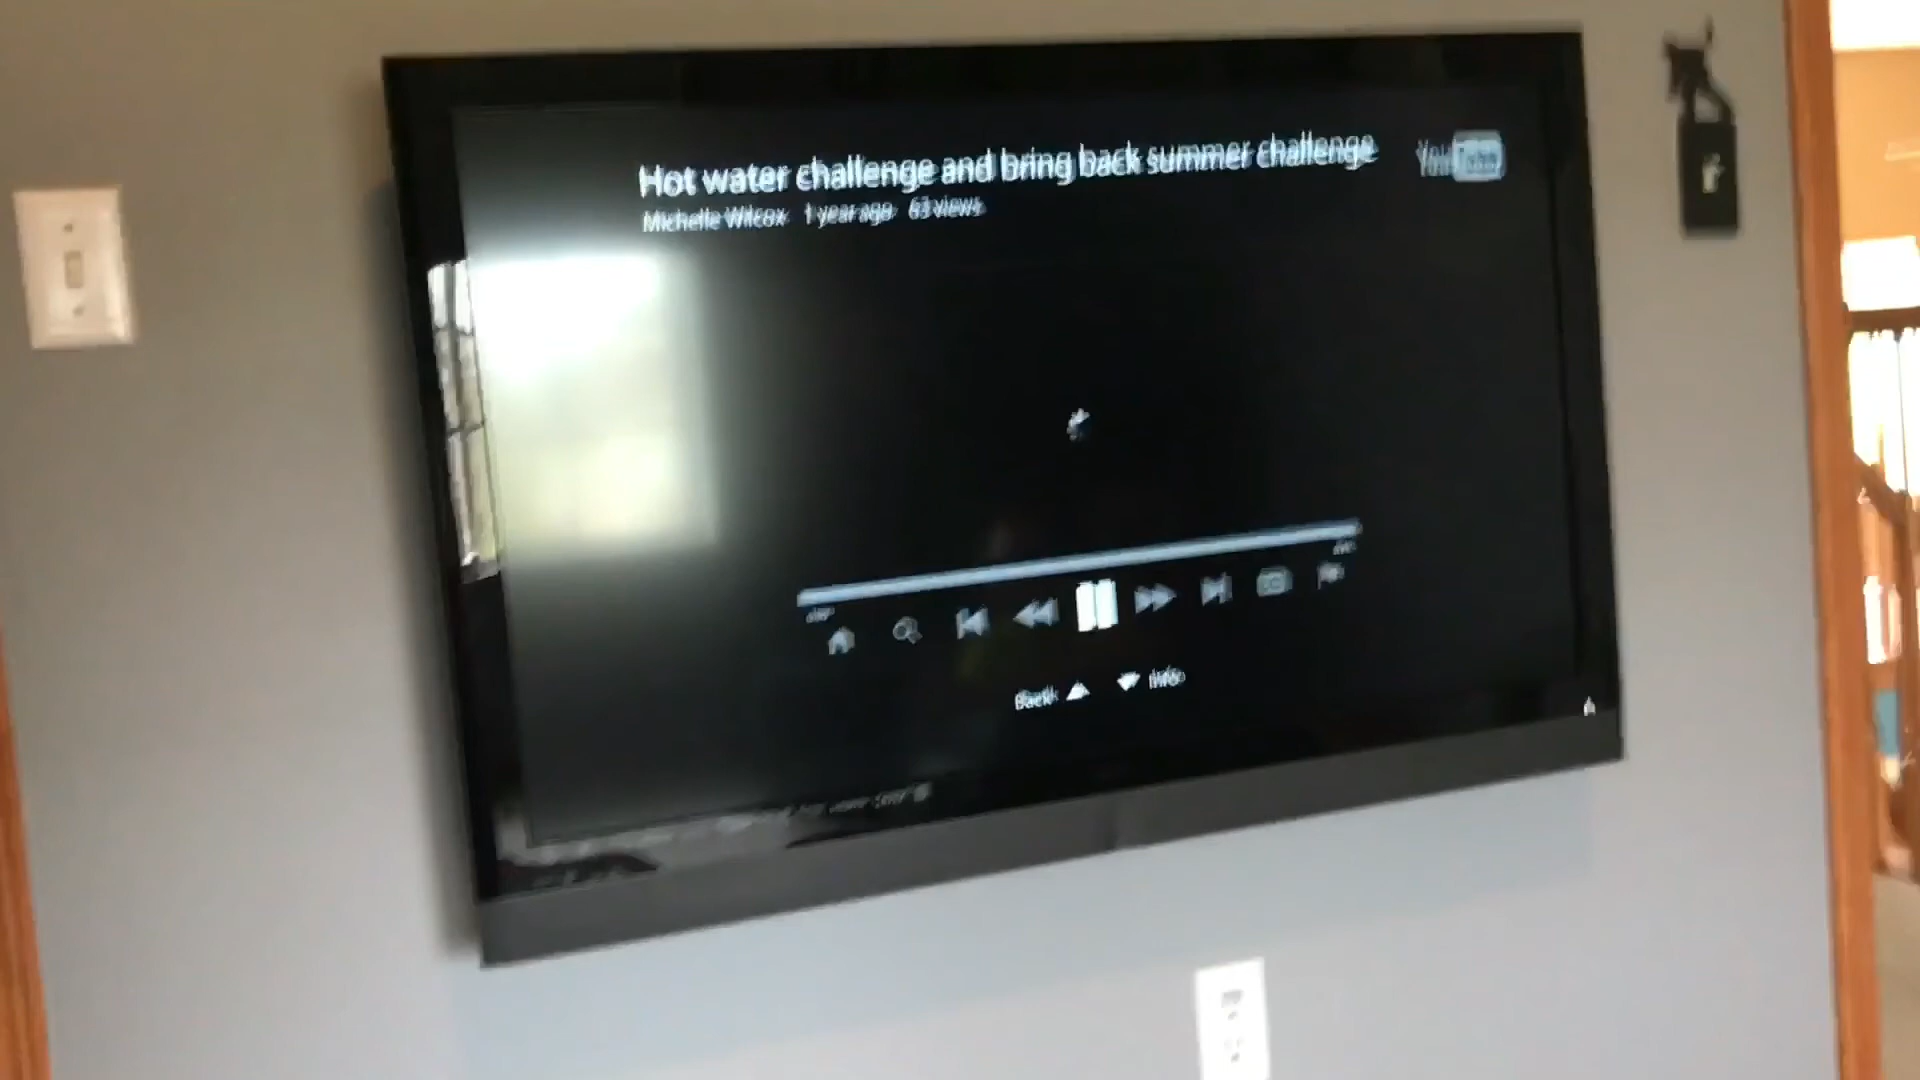 Hot water challenge and bring back summer challenge
YouTube
Michelle Wilcox 1 year ago 63 views
Back
Info